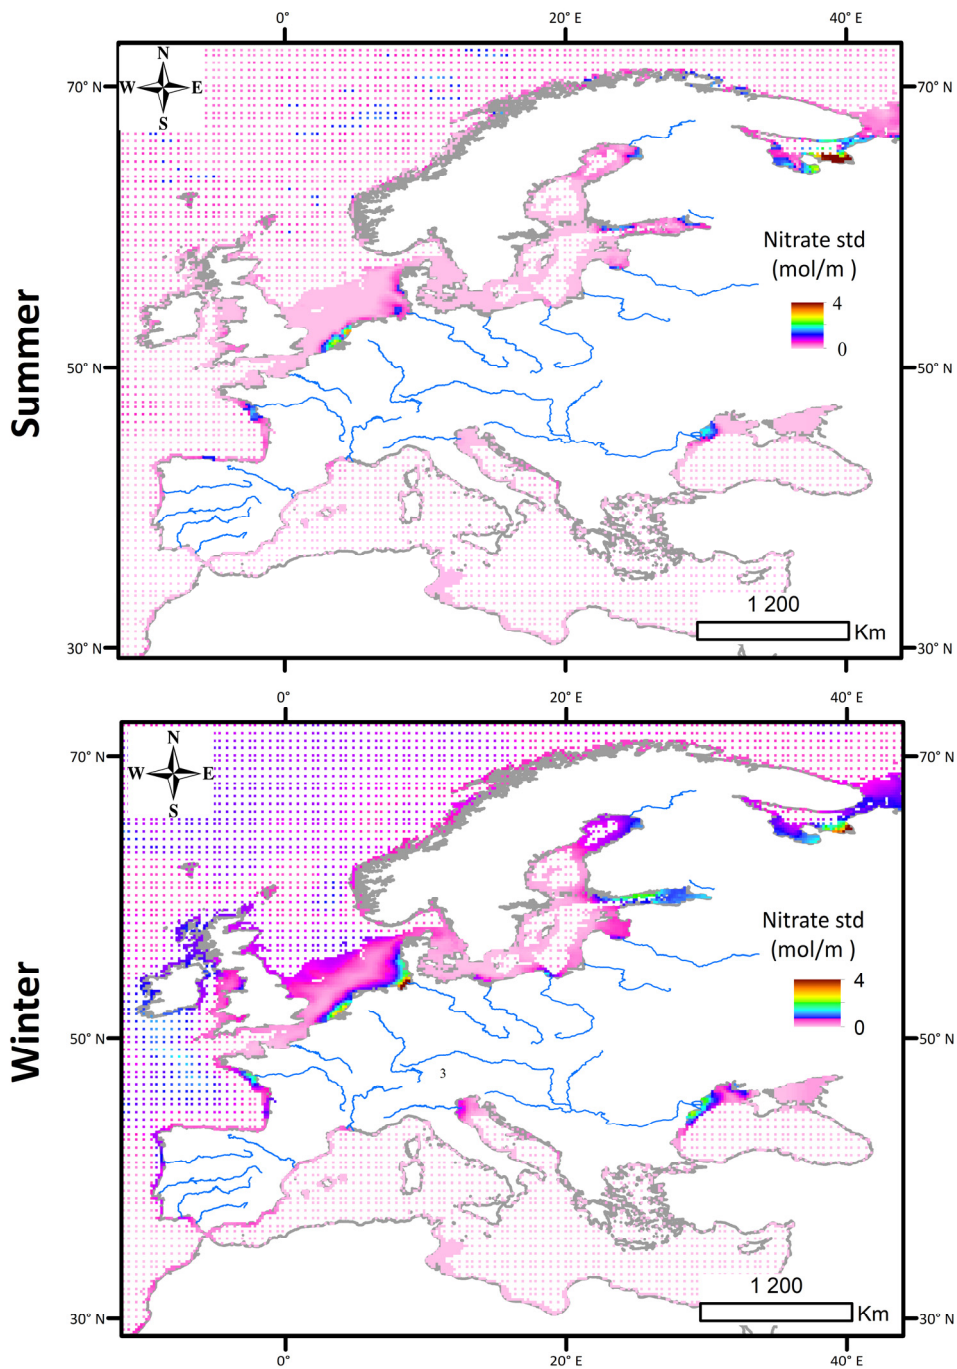 0° 20° E 40° E
N
W E
S
70° N 70° N
Nitrate std
(mol/m )
4
0
Summer
50° N 50° N
1 200
Km
30° N 30° N
0° 20° E 40° E
N
W E
S
70° N 70° N
Nitrate std
(mol/m )
4
0
Winter
50° N 50° N
3
1 200
Km
30° N 30° N
0° 20° E 40° E